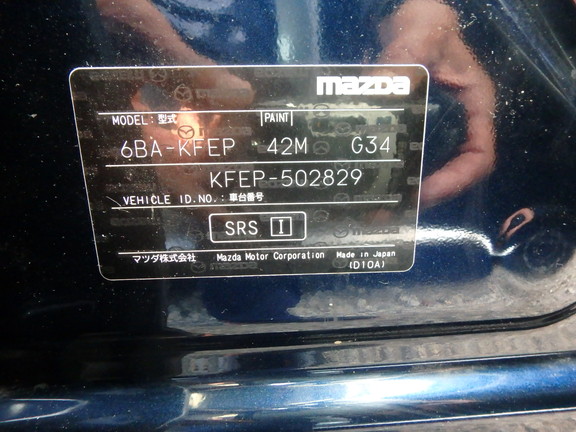 mazda
MODEL : 型式 PAINT
6BA-KFEP 42M G34
KFEP-502829
VEHICLE ID.NO. : 車台番号
SRS I
マツダ株式会社 Mazda Motor Corporation Made in Japan
(D10A)